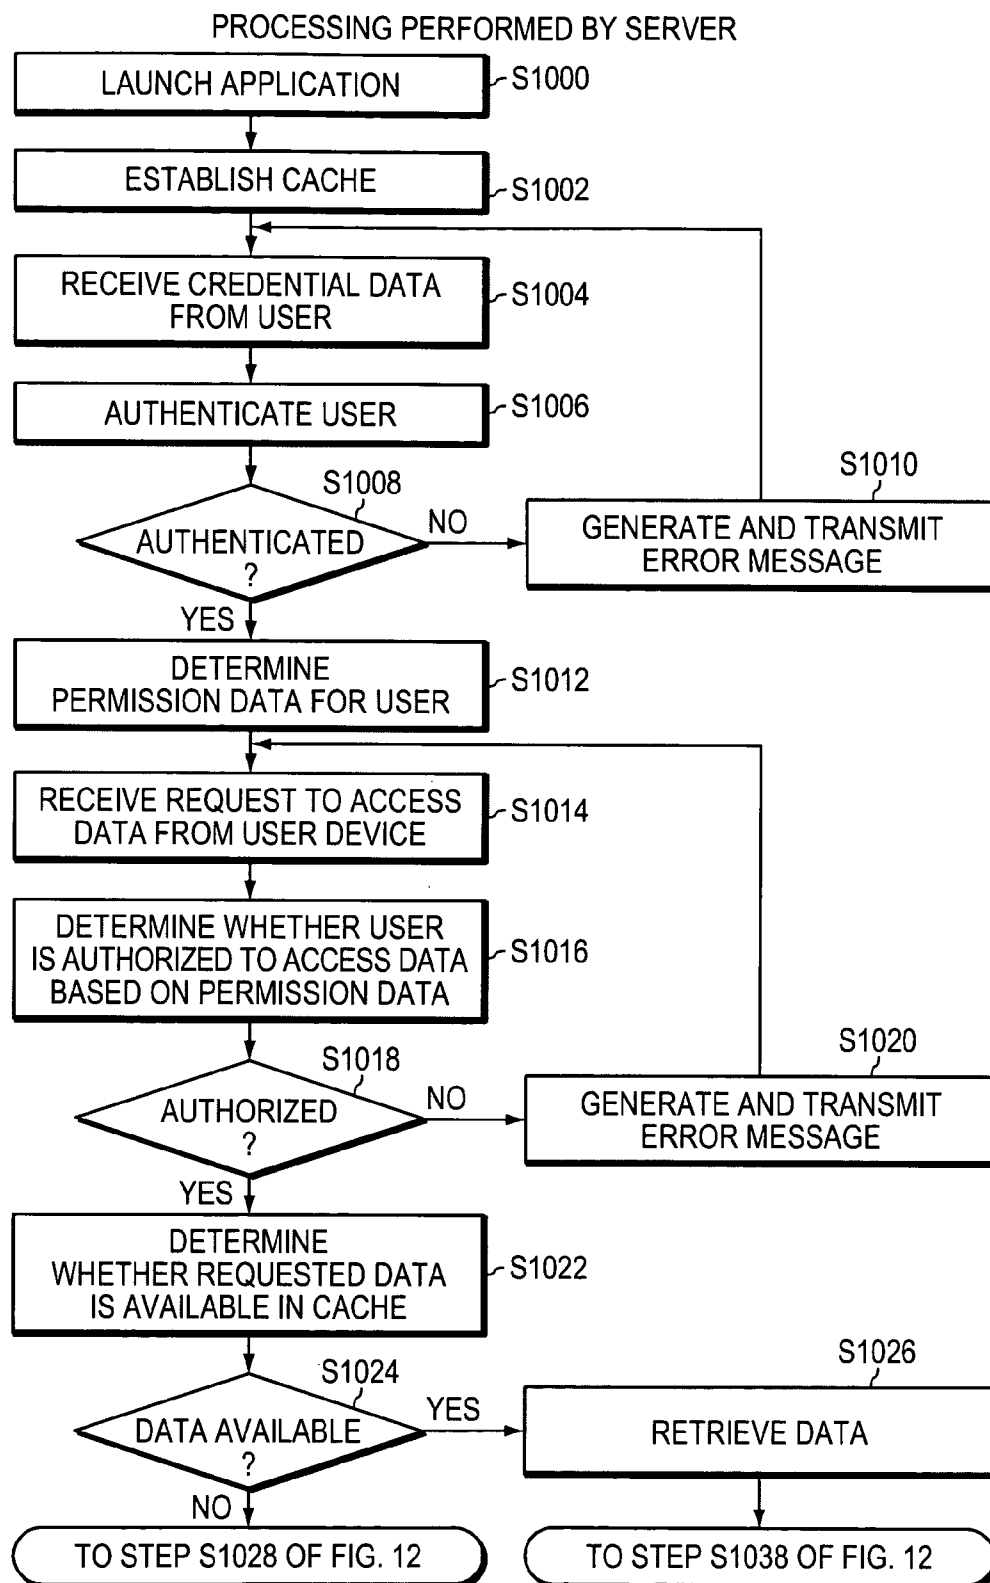 PROCESSING PERFORMED BY SERVER
LAUNCH APPLICATION
S1000
ESTABLISH CACHE
S1002
RECEIVE CREDENTIAL DATA
FROM USER
S1004
AUTHENTICATE USER
S1006
S1008
AUTHENTICATED
?
NO
S1010
GENERATE AND TRANSMIT
ERROR MESSAGE
YES
DETERMINE
PERMISSION DATA FOR USER
S1012
RECEIVE REQUEST TO ACCESS
DATA FROM USER DEVICE
S1014
DETERMINE WHETHER USER
IS AUTHORIZED TO ACCESS DATA
BASED ON PERMISSION DATA
S1016
S1018
AUTHORIZED
?
NO
S1020
GENERATE AND TRANSMIT
ERROR MESSAGE
YES
DETERMINE
WHETHER REQUESTED DATA
IS AVAILABLE IN CACHE
S1022
S1024
DATA AVAILABLE
?
YES
S1026
RETRIEVE DATA
NO
TO STEP S1028 OF FIG. 12
TO STEP S1038 OF FIG. 12